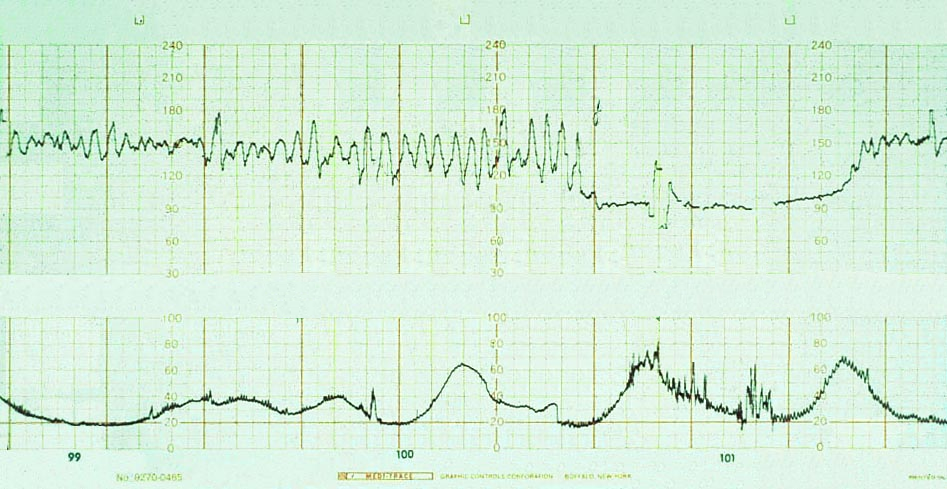 240 240 240
210 210 210
180 180 180
150 150 150
120 120 120
90 90 90
60 60 60
30 30 30
100 100 100
80 80 80
60 60 60
40 40 40
20 20 20
0 0 0
99 100 101
No. 9270-0485 MEDI-TRACE GRAPHIC CONTROLS CORPORATION BUFFALO, NEW YORK